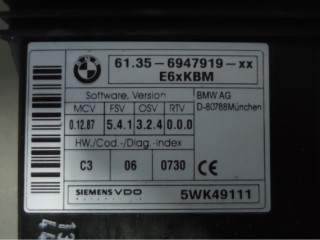 61.35 - 6947919 - xx
E6xKBM
Software, Version
MCV FSV OSV RTV
0.12.87 5.4.1 3.2.4 0.0.0
BMW AG
D-80788München
HW./Cod.-/Diag.-index
C3 06 0730
CE
SIEMENS VDO
5WK49111